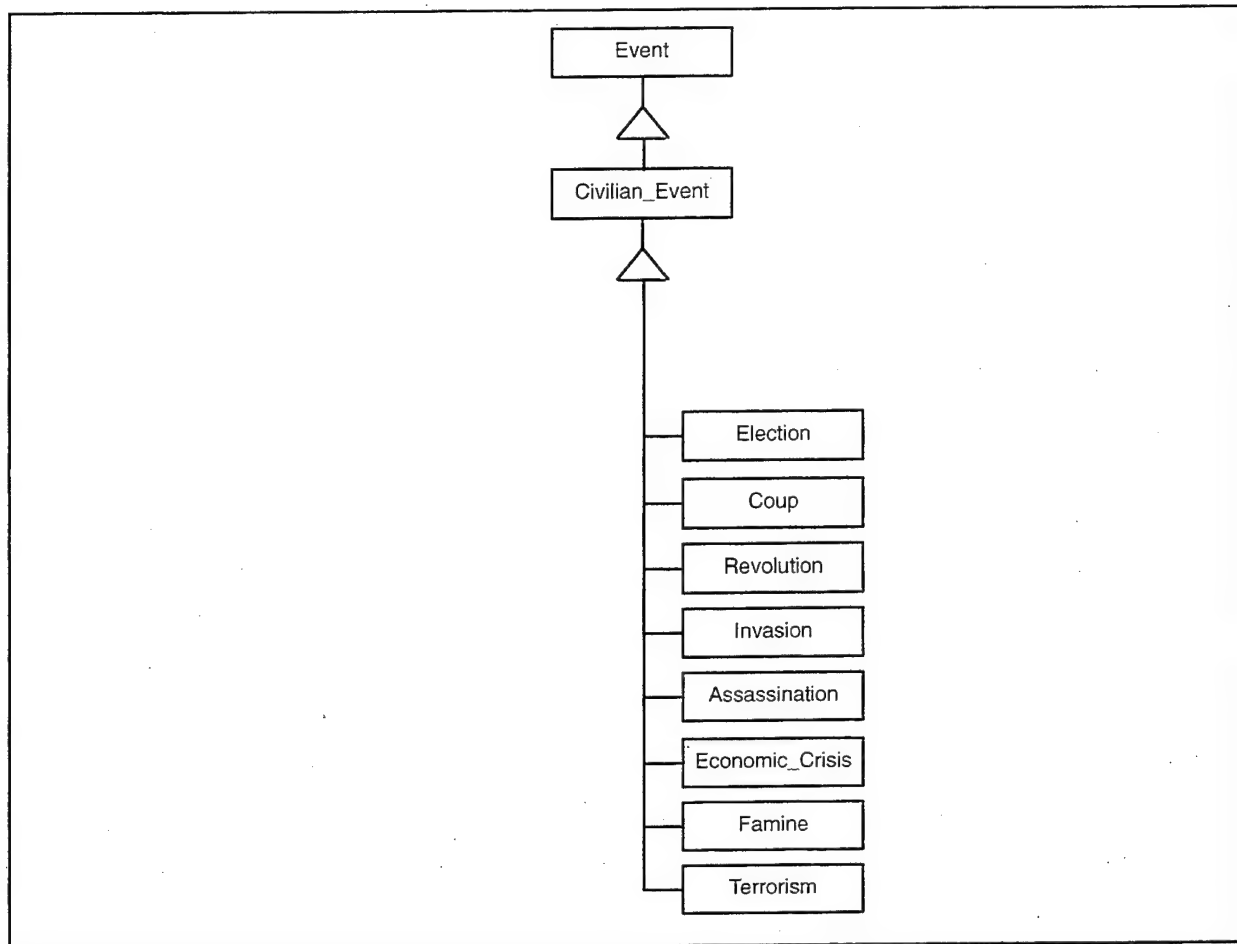 Event
Civilian_Event
Election
Coup
Revolution
Invasion
Assassination
Economic_Crisis
Famine
Terrorism